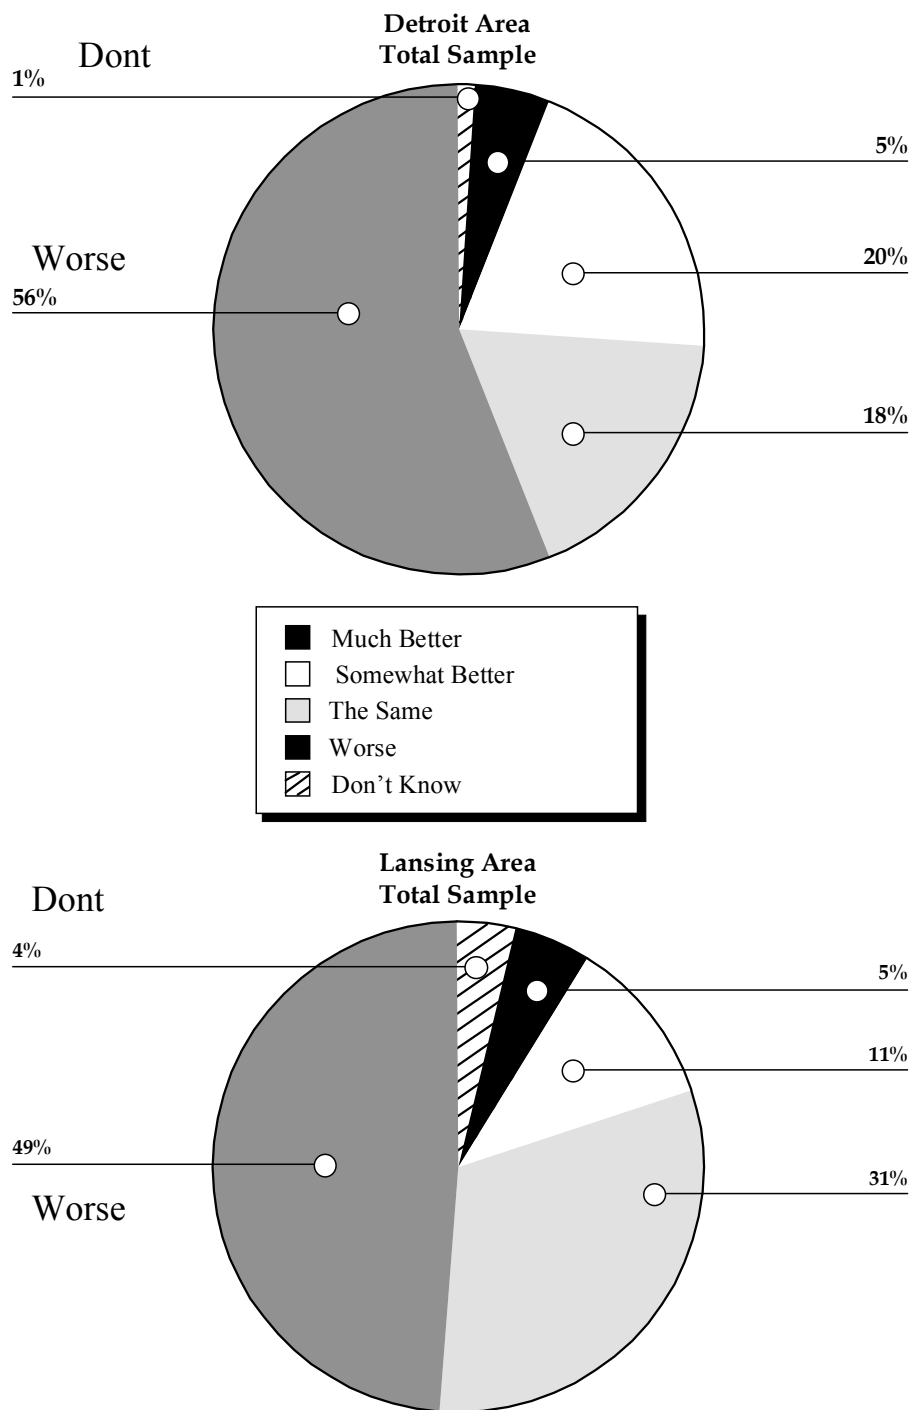 Detroit Area
Total Sample
Dont
1%
5%
Worse
20%
56%
18%
Much Better
Somewhat Better
The Same
Worse
Don’t Know
Lansing Area
Total Sample
Dont
4%
5%
11%
49%
31%
Worse